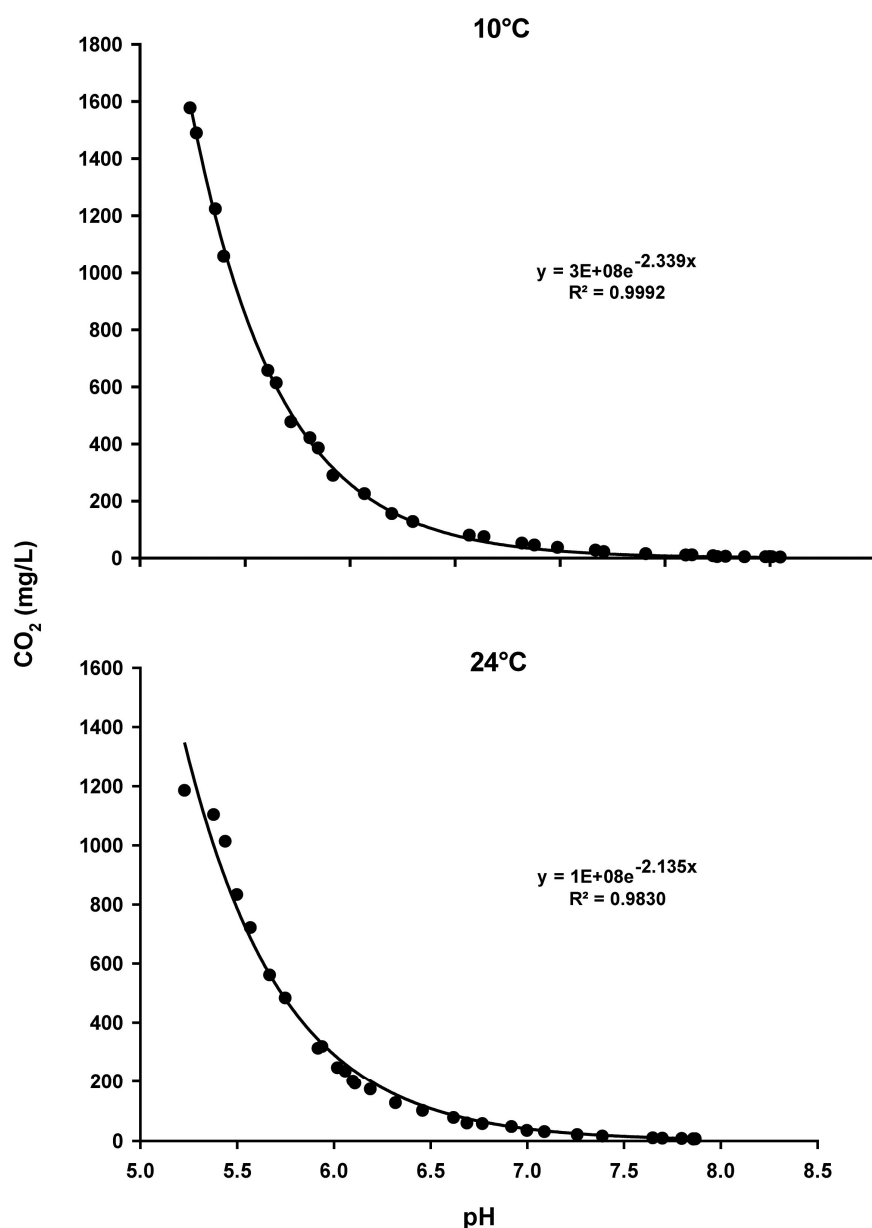 10°C
1800
1600
1400
1200
1000
800
600
400
200
0
y = 3E+08e-2.339x
R² = 0.9992
CO2 (mg/L)
24°C
1600
1400
1200
1000
800
600
400
200
0
y = 1E+08e-2.135x
R² = 0.9830
5.0 5.5 6.0 6.5 7.0 7.5 8.0 8.5
pH